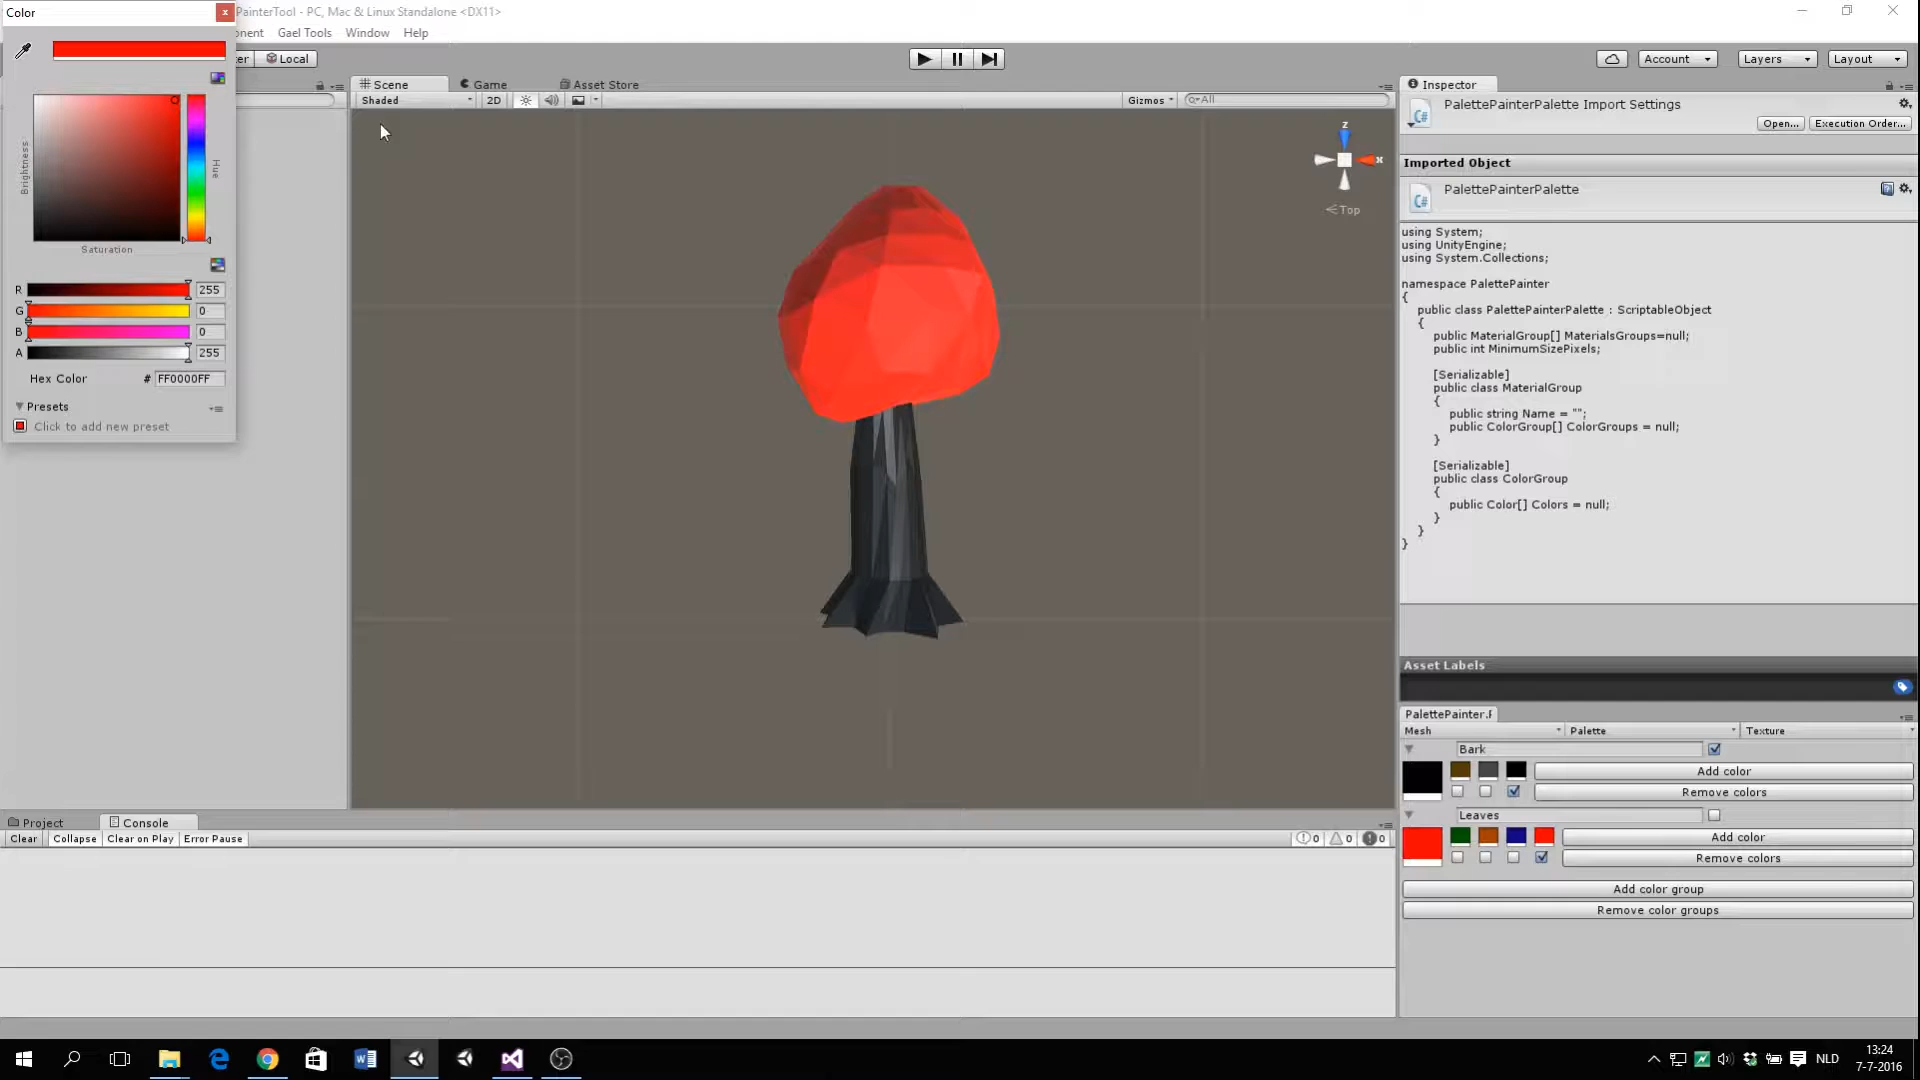 Color
PainterTool - PC, Mac & Linux Standalone <DX11>
nent Gael Tools Window Help
er Local
Account Layers Layout
Scene Game Asset Store
Shaded 2D Gizmos All
Inspector
PalettePainterPalette Import Settings
Open... Execution Order...
Imported Object
PalettePainterPalette
using System;
using UnityEngine;
using System.Collections;
namespace PalettePainter
{
public class PalettePainterPalette : ScriptableObject
{
public MaterialGroup[] MaterialsGroups=null;
public int MinimumSizePixels;
[Serializable]
public class MaterialGroup
{
public string Name = "";
public ColorGroup[] ColorGroups = null;
}
[Serializable]
public class ColorGroup
{
public Color[] Colors = null;
}
}
}
Brightness
Hue
Saturation
R 255
G 0
B 0
A 255
Hex Color # FF0000FF
Presets
Click to add new preset
z
x
Top
Asset Labels
PalettePainter.F
Mesh Palette Texture
Bark
Add color
Remove colors
Leaves
Add color
Remove colors
Add color group
Remove color groups
Project Console
Clear Collapse Clear on Play Error Pause 0 0 0
NLD
13:24
7-7-2016